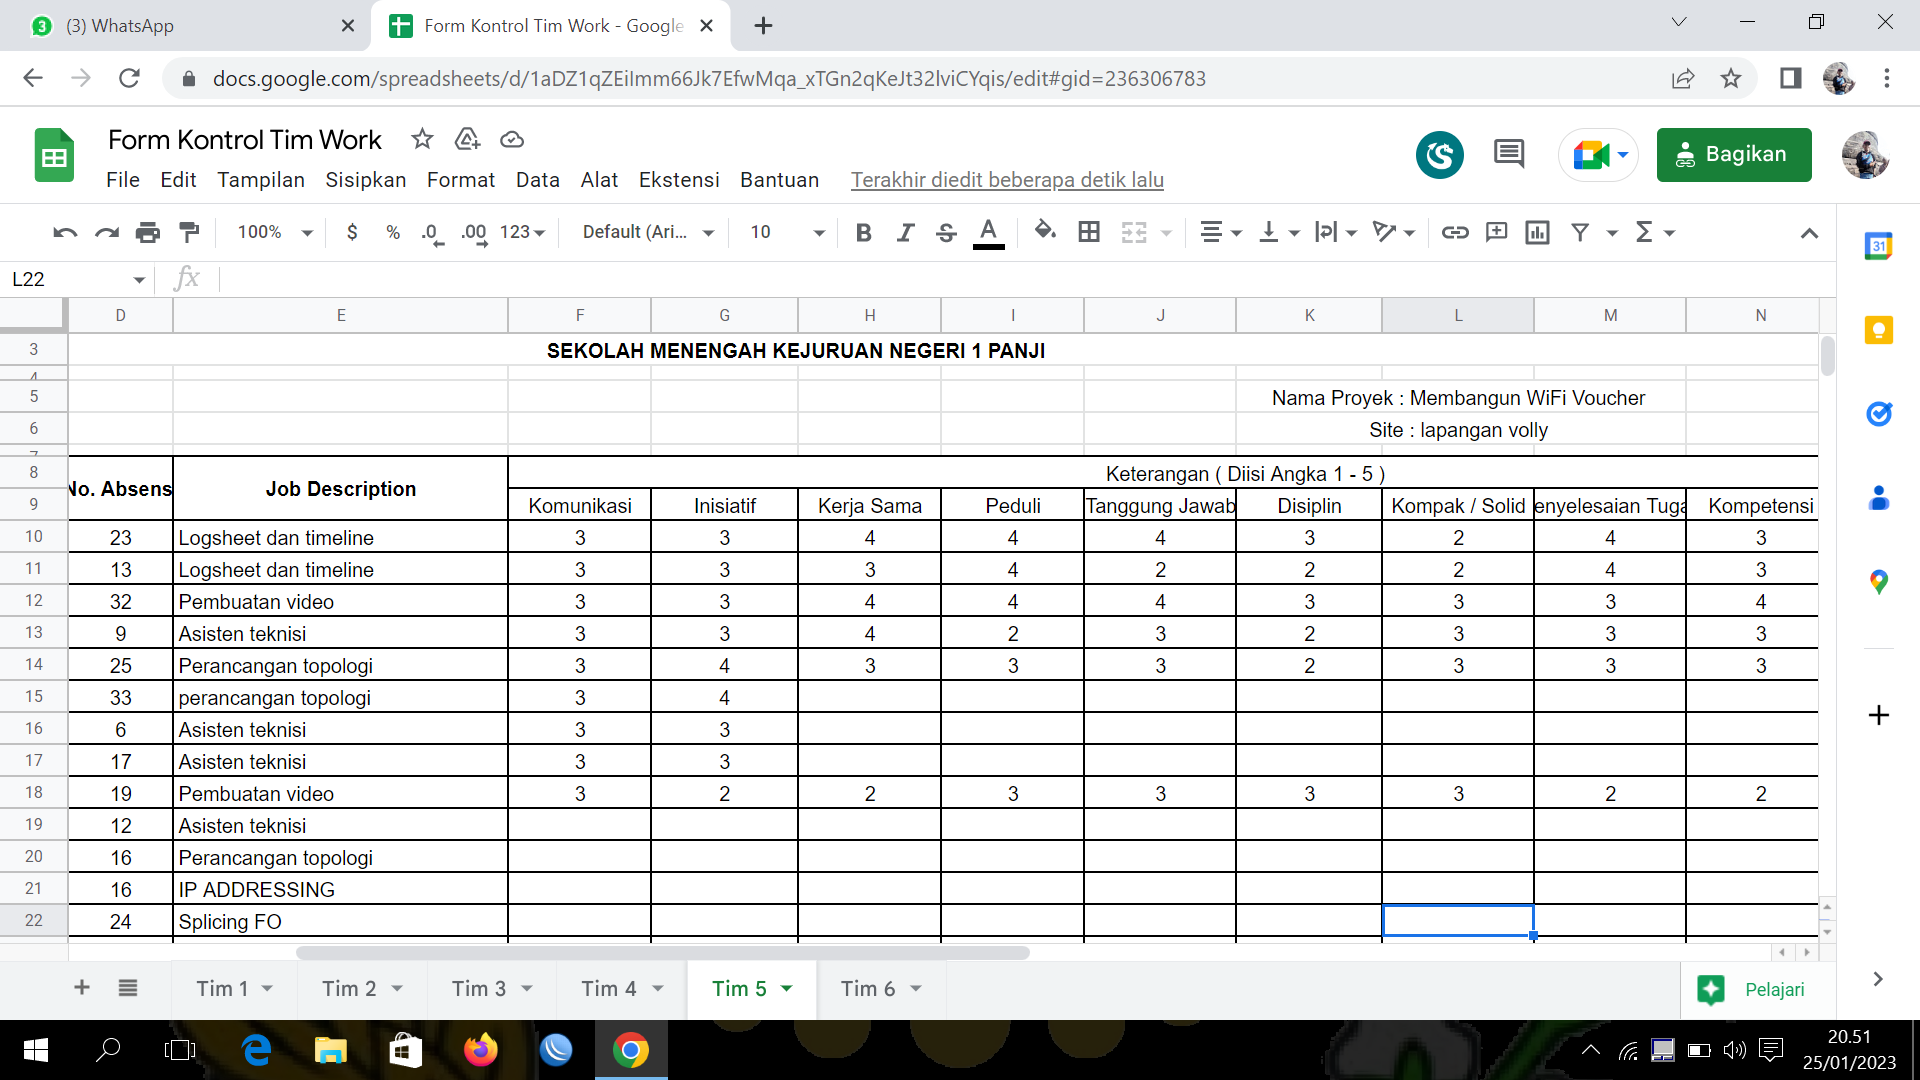 3 (3) WhatsApp
Form Kontrol Tim Work - Google
docs.google.com/spreadsheets/d/1aDZ1qZEiImm66Jk7EfwMqa_xTGn2qKeJt32lviCYqis/edit#gid=236306783
Form Kontrol Tim Work
Bagikan
File Edit Tampilan Sisipkan Format Data Alat Ekstensi Bantuan Terakhir diedit beberapa detik lalu
100% $ % .0 .00 123 Default (Ari... 10 B I S A Σ
31
L22 fx
D E F G H I J K L M N
3 SEKOLAH MENENGAH KEJURUAN NEGERI 1 PANJI
4
5 Nama Proyek : Membangun WiFi Voucher
6 Site : lapangan volly
7
8 No. Absens Job Description Keterangan ( Diisi Angka 1 - 5 )
9 Komunikasi Inisiatif Kerja Sama Peduli Tanggung Jawab Disiplin Kompak / Solid enyelesaian Tuga Kompetensi
10 23 Logsheet dan timeline 3 3 4 4 4 3 2 4 3
11 13 Logsheet dan timeline 3 3 3 4 2 2 2 4 3
12 32 Pembuatan video 3 3 4 4 4 3 3 3 4
13 9 Asisten teknisi 3 3 4 2 3 2 3 3 3
14 25 Perancangan topologi 3 4 3 3 3 2 3 3 3
15 33 perancangan topologi 3 4
16 6 Asisten teknisi 3 3
17 17 Asisten teknisi 3 3
18 19 Pembuatan video 3 2 2 3 3 3 3 2 2
19 12 Asisten teknisi
20 16 Perancangan topologi
21 16 IP ADDRESSING
22 24 Splicing FO
Tim 1 Tim 2 Tim 3 Tim 4 Tim 5 Tim 6 Pelajari
20.51
25/01/2023